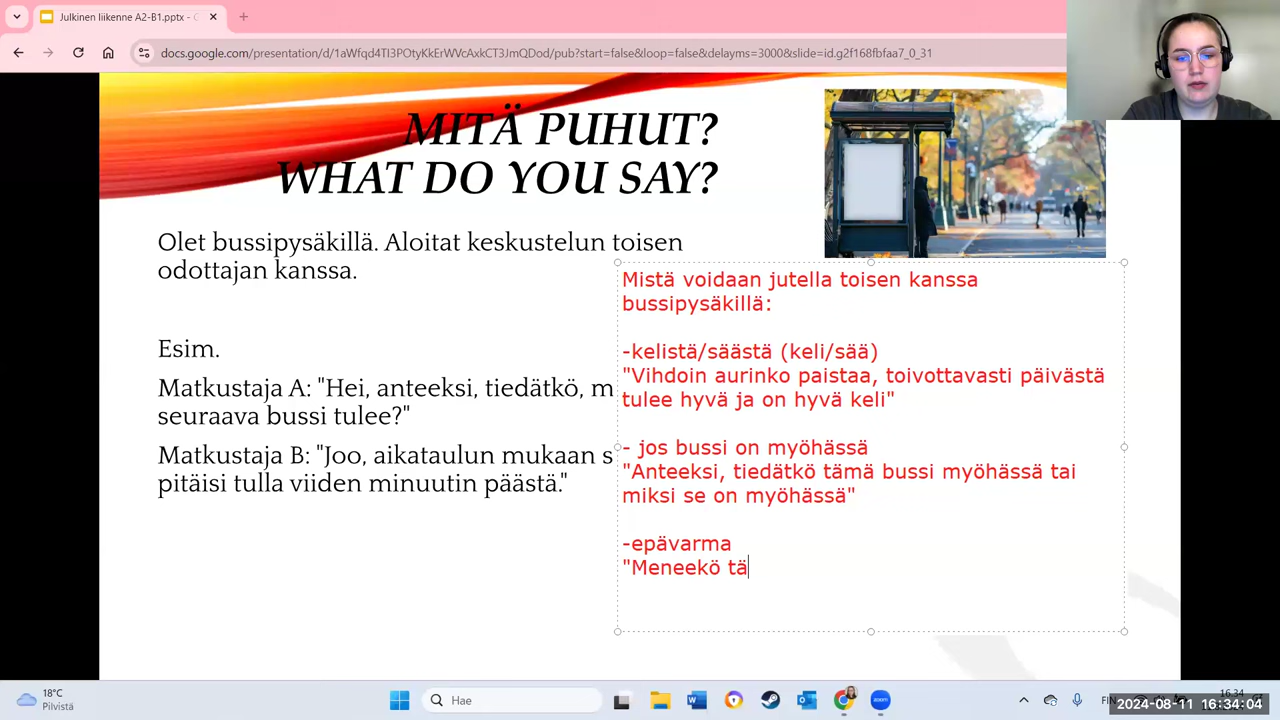 Julkinen liikenne A2-B1.pptx -
docs.google.com/presentation/d/1aWfqd4TI3POtyKkErWVcAxkCT3JmQDod/pub?start=false&loop=false&delayms=3000&slide=id.g2f168fbfaa7_0_31
MITÄ PUHUT?
WHAT DO YOU SAY?
Olet bussipysäkillä. Aloitat keskustelun toisen
odottajan kanssa.
Esim.
Matkustaja A: "Hei, anteeksi, tiedätkö, m
seuraava bussi tulee?"
Matkustaja B: "Joo, aikataulun mukaan s
pitäisi tulla viiden minuutin päästä."
Mistä voidaan jutella toisen kanssa
bussipysäkillä:
-kelistä/säästä (keli/sää)
"Vihdoin aurinko paistaa, toivottavasti päivästä
tulee hyvä ja on hyvä keli"
- jos bussi on myöhässä
"Anteeksi, tiedätkö tämä bussi myöhässä tai
miksi se on myöhässä"
-epävarma
"Meneekö tä
18°C
Pilvistä
Hae
FIN
16.34
2024-08-11 16:34:04